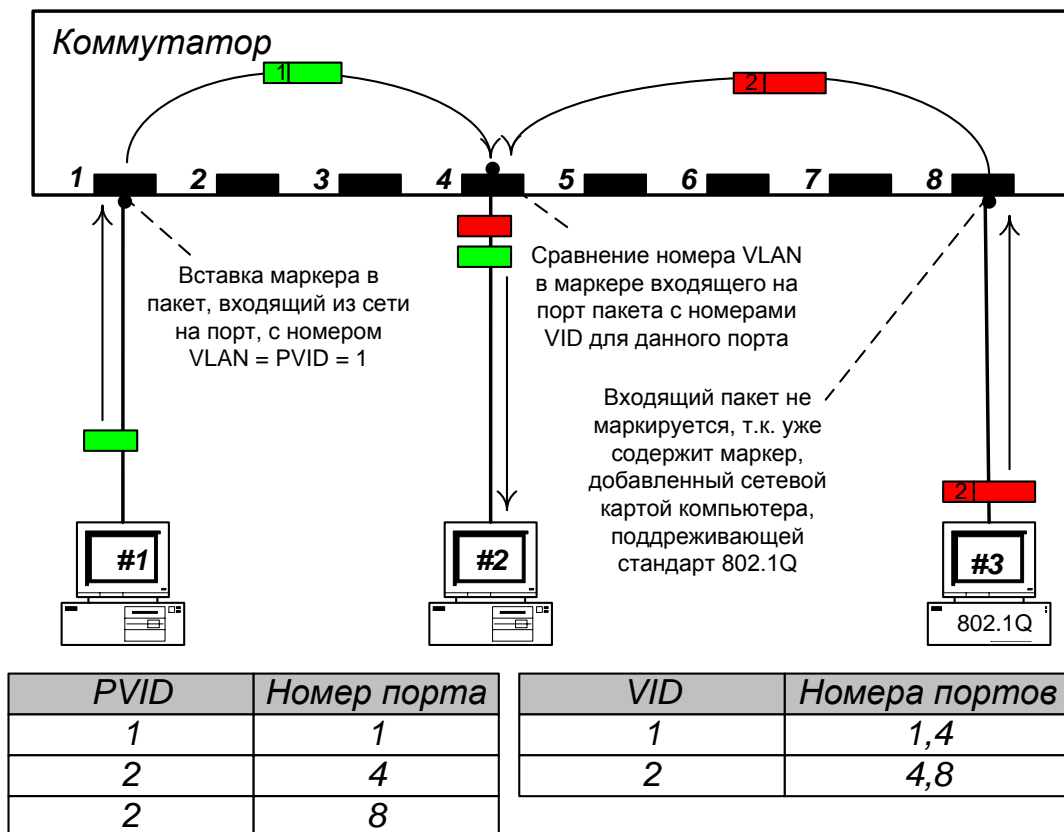 Коммутатор
1
2
1 2 3 4 5 6 7 8
Вставка маркера в
пакет, входящий из сети
на порт, с номером
VLAN = PVID = 1
Сравнение номера VLAN
в маркере входящего на
порт пакета с номерами
VID для данного порта
Входящий пакет не
маркируется, т.к. уже
содержит маркер,
добавленный сетевой
картой компьютера,
поддреживающей
стандарт 802.1Q
2
#1
#2
#3
802.1Q
PVID Номер порта
1 1
2 4
2 8
VID Номера портов
1 1,4
2 4,8